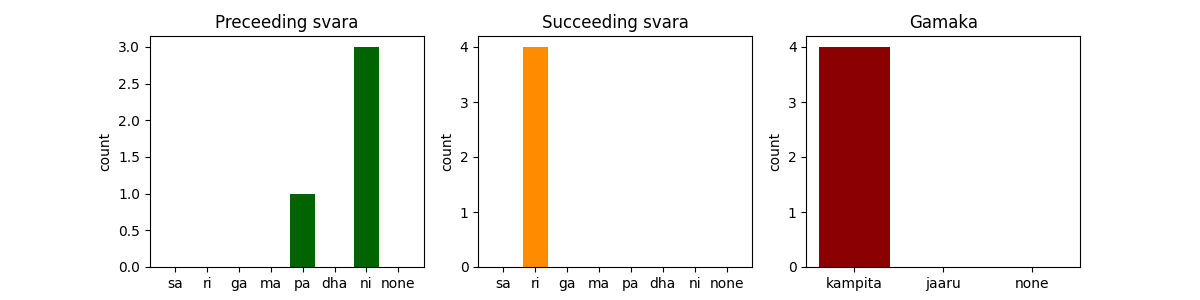 Preceeding svara
count
3.0
2.5
2.0
1.5
1.0
0.5
0.0
sa ri ga ma pa dha ni none
Succeeding svara
count
4
3
2
1
0
sa ri ga ma pa dha ni none
Gamaka
count
4
3
2
1
0
kampita jaaru none